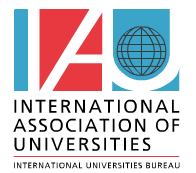 IAU
INTERNATIONAL
ASSOCIATION OF
UNIVERSITIES
INTERNATIONAL UNIVERSITIES BUREAU